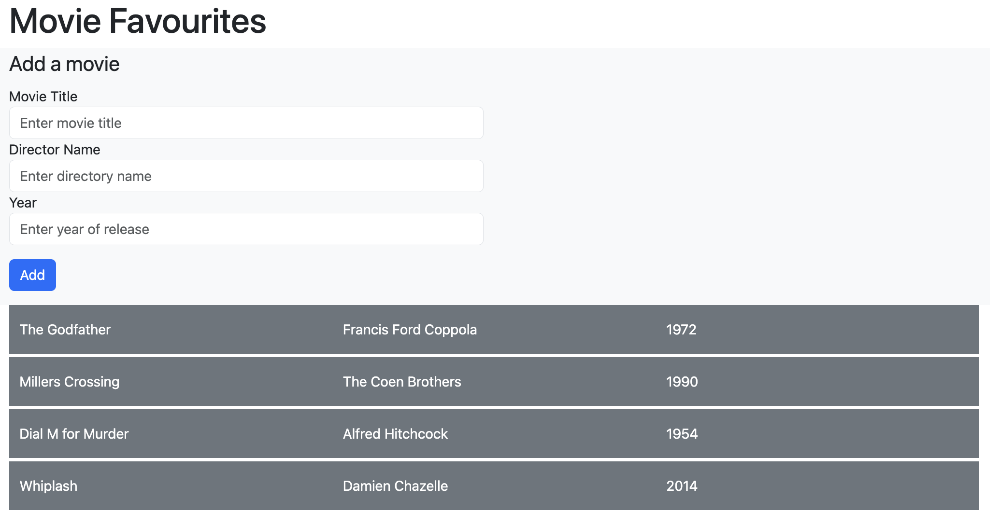 Movie Favourites
Add a movie
Movie Title
Enter movie title
Director Name
Enter directory name
Year
Enter year of release
Add
The Godfather Francis Ford Coppola 1972
Millers Crossing The Coen Brothers 1990
Dial M for Murder Alfred Hitchcock 1954
Whiplash Damien Chazelle 2014